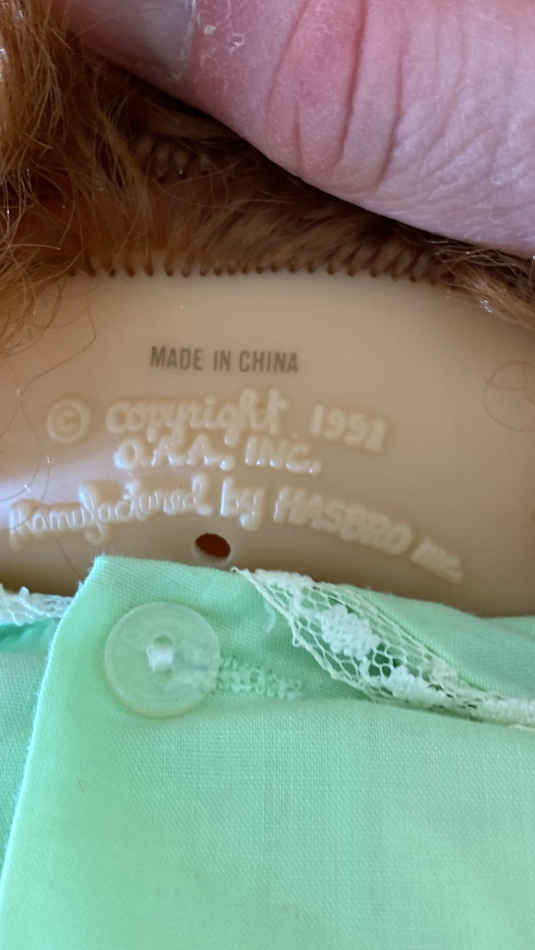 MADE IN CHINA
© copyright 1991
O.A.A., INC.
Manufactured by HASBRO INC.